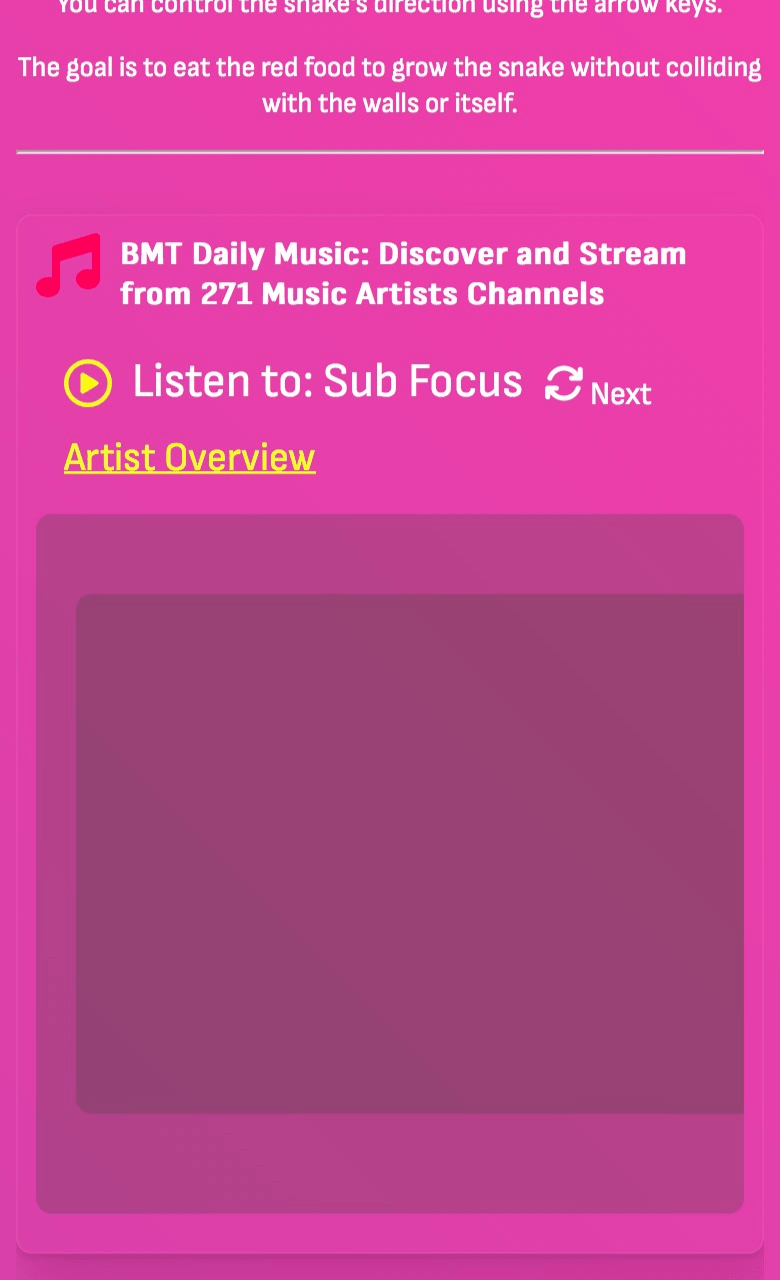 You can control the snake's direction using the arrow keys.
The goal is to eat the red food to grow the snake without colliding
with the walls or itself.
BMT Daily Music: Discover and Stream
from 271 Music Artists Channels
Listen to: Sub Focus Next
Artist Overview